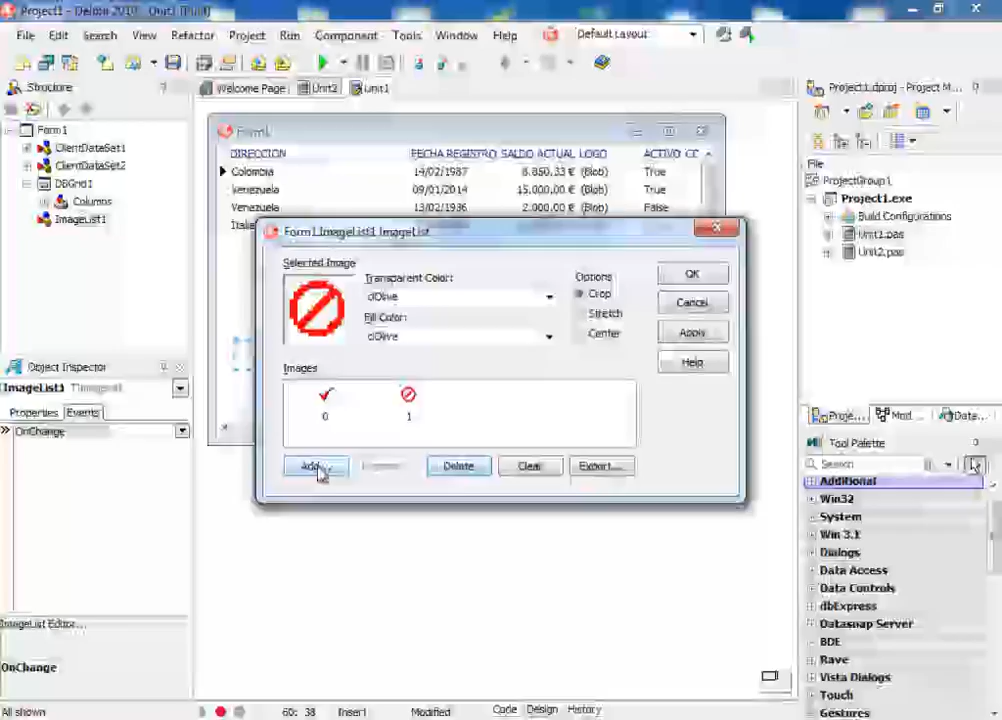 Project1 - Delphi 2010 - Unit1 [Built]
File Edit Search View Refactor Project Run Component Tools Window Help
Default Layout
Structure
Form1
ClientDataSet1
ClientDataSet2
DBGrid1
Columns
ImageList1
Welcome Page Unit2 Unit1
Form1
DIRECCION FECHA REGISTRO SALDO ACTUAL LOGO ACTIVO CC
Colombia 14/02/1987 8.850,33 € (Blob) True
Venezuela 09/01/2014 15.000,00 € (Blob) True
Venezuela 13/02/1936 2.000,00 € (Blob) False
Form1.ImageList1 ImageList
Selected Image
Transparent Color:
clOlive
Fill Color:
clOlive
Options
Crop
Stretch
Center
OK
Cancel
Apply
Help
Images
0 1
Add...
Delete
Clear
Export...
Object Inspector
ImageList1
Properties Events
OnChange
ImageList Editor...
OnChange
All shown
60: 38 Insert Modified Code Design History
Project1.dproj - Project M...
File
ProjectGroup1
Project1.exe
Build Configurations
Unit1.pas
Unit2.pas
Proje... Mod... Data...
Tool Palette
Search
Additional
Win32
System
Win 3.1
Dialogs
Data Access
Data Controls
dbExpress
Datasnap Server
BDE
Rave
Vista Dialogs
Touch
Gestures